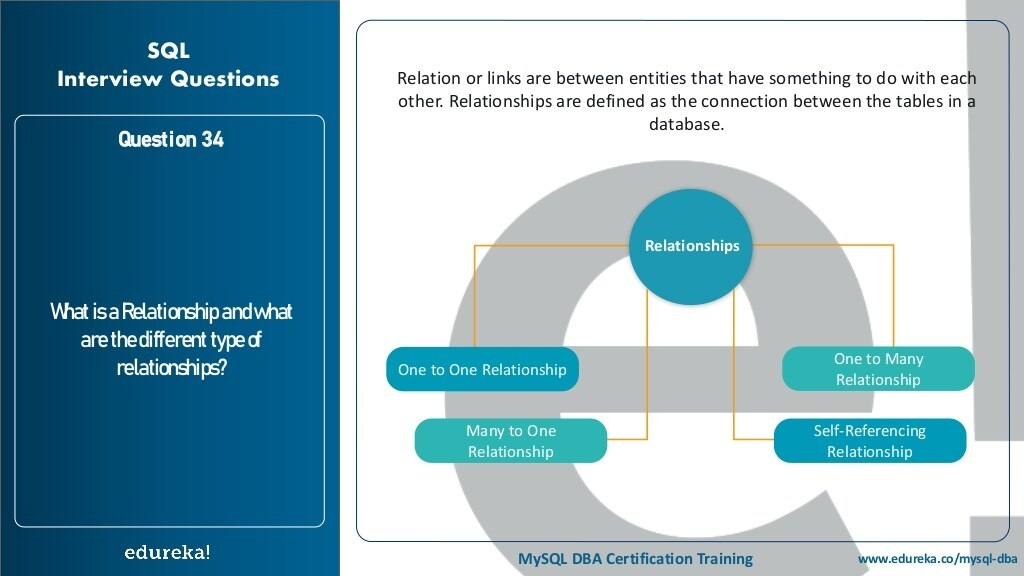 SQL
Interview Questions
Question 34
What is a Relationship and what
are the different type of
relationships?
edureka!
Relation or links are between entities that have something to do with each
other. Relationships are defined as the connection between the tables in a
database.
Relationships
One to One Relationship
One to Many
Relationship
Many to One
Relationship
Self-Referencing
Relationship
MySQL DBA Certification Training
www.edureka.co/mysql-dba